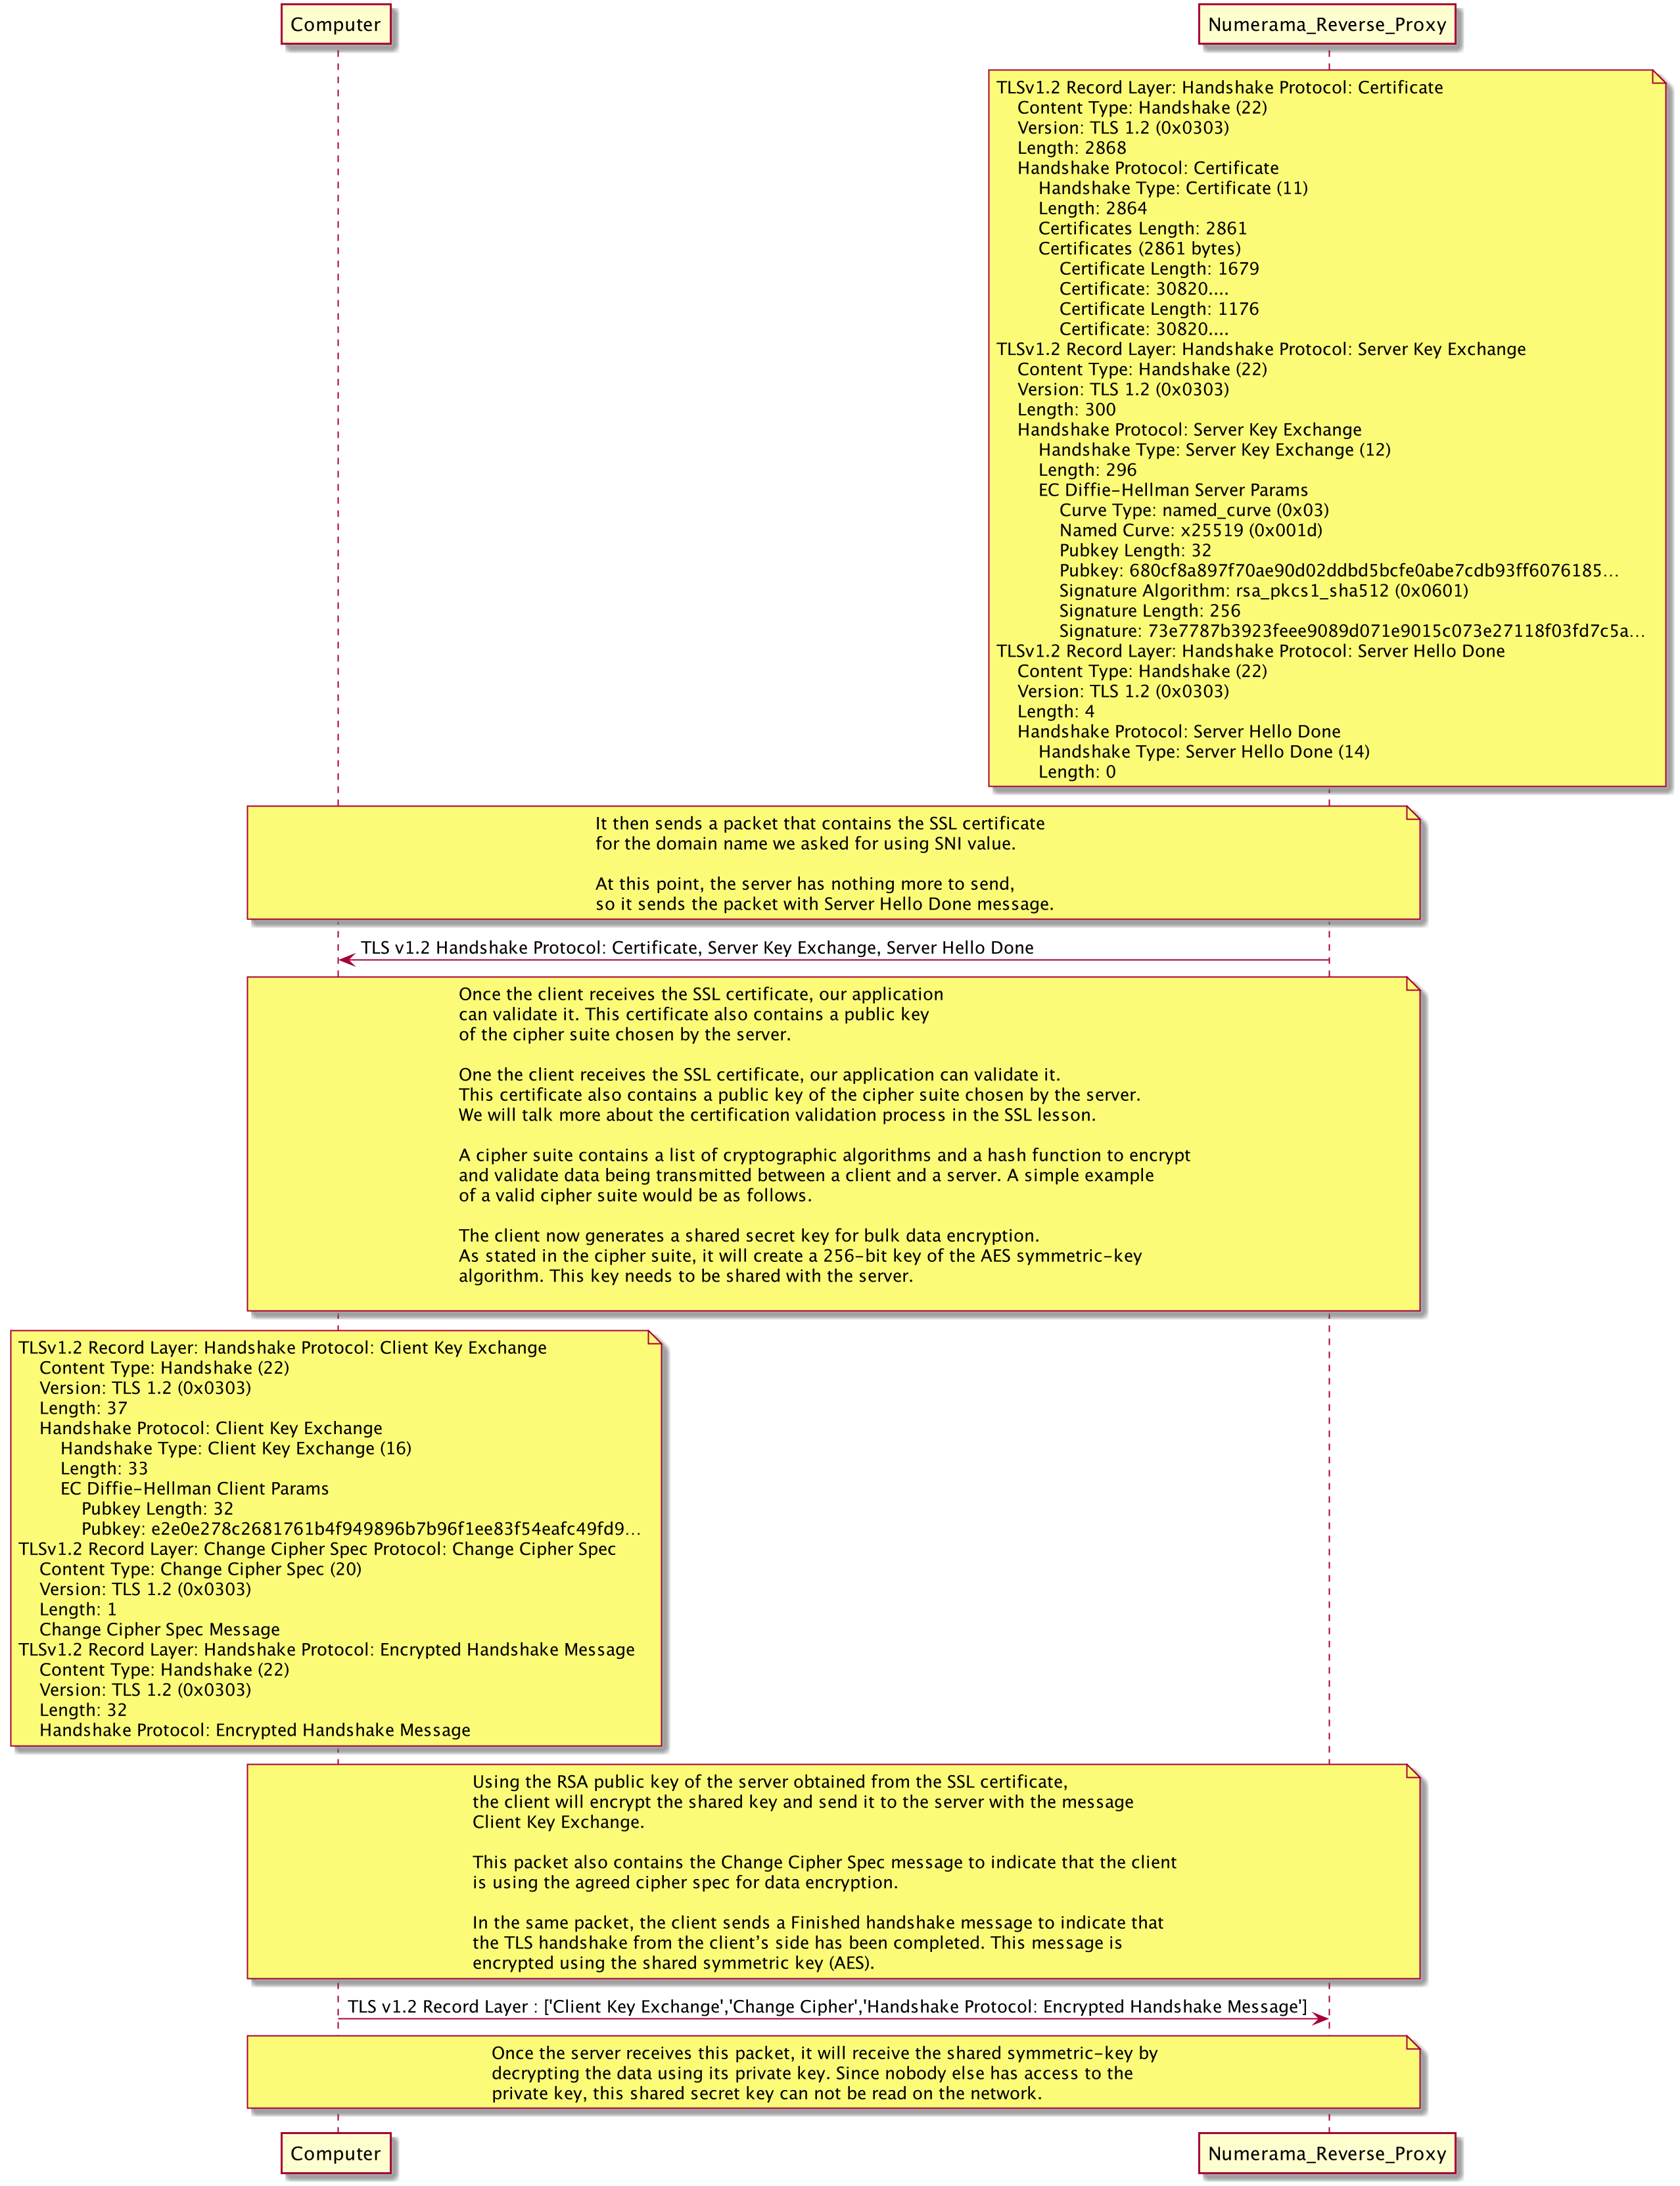 Computer
Numerama_Reverse_Proxy
TLSv1.2 Record Layer: Handshake Protocol: Certificate
Content Type: Handshake (22)
Version: TLS 1.2 (0x0303)
Length: 2868
Handshake Protocol: Certificate
Handshake Type: Certificate (11)
Length: 2864
Certificates Length: 2861
Certificates (2861 bytes)
Certificate Length: 1679
Certificate: 30820....
Certificate Length: 1176
Certificate: 30820....
TLSv1.2 Record Layer: Handshake Protocol: Server Key Exchange
Content Type: Handshake (22)
Version: TLS 1.2 (0x0303)
Length: 300
Handshake Protocol: Server Key Exchange
Handshake Type: Server Key Exchange (12)
Length: 296
EC Diffie-Hellman Server Params
Curve Type: named_curve (0x03)
Named Curve: x25519 (0x001d)
Pubkey Length: 32
Pubkey: 680cf8a897f70ae90d02ddbd5bcfe0abe7cdb93ff6076185…
Signature Algorithm: rsa_pkcs1_sha512 (0x0601)
Signature Length: 256
Signature: 73e7787b3923feee9089d071e9015c073e27118f03fd7c5a…
TLSv1.2 Record Layer: Handshake Protocol: Server Hello Done
Content Type: Handshake (22)
Version: TLS 1.2 (0x0303)
Length: 4
Handshake Protocol: Server Hello Done
Handshake Type: Server Hello Done (14)
Length: 0
It then sends a packet that contains the SSL certificate
for the domain name we asked for using SNI value.
At this point, the server has nothing more to send,
so it sends the packet with Server Hello Done message.
TLS v1.2 Handshake Protocol: Certificate, Server Key Exchange, Server Hello Done
Once the client receives the SSL certificate, our application
can validate it. This certificate also contains a public key
of the cipher suite chosen by the server.
One the client receives the SSL certificate, our application can validate it.
This certificate also contains a public key of the cipher suite chosen by the server.
We will talk more about the certification validation process in the SSL lesson.
A cipher suite contains a list of cryptographic algorithms and a hash function to encrypt
and validate data being transmitted between a client and a server. A simple example
of a valid cipher suite would be as follows.
The client now generates a shared secret key for bulk data encryption.
As stated in the cipher suite, it will create a 256-bit key of the AES symmetric-key
algorithm. This key needs to be shared with the server.
TLSv1.2 Record Layer: Handshake Protocol: Client Key Exchange
Content Type: Handshake (22)
Version: TLS 1.2 (0x0303)
Length: 37
Handshake Protocol: Client Key Exchange
Handshake Type: Client Key Exchange (16)
Length: 33
EC Diffie-Hellman Client Params
Pubkey Length: 32
Pubkey: e2e0e278c2681761b4f949896b7b96f1ee83f54eafc49fd9…
TLSv1.2 Record Layer: Change Cipher Spec Protocol: Change Cipher Spec
Content Type: Change Cipher Spec (20)
Version: TLS 1.2 (0x0303)
Length: 1
Change Cipher Spec Message
TLSv1.2 Record Layer: Handshake Protocol: Encrypted Handshake Message
Content Type: Handshake (22)
Version: TLS 1.2 (0x0303)
Length: 32
Handshake Protocol: Encrypted Handshake Message
Using the RSA public key of the server obtained from the SSL certificate,
the client will encrypt the shared key and send it to the server with the message
Client Key Exchange.
This packet also contains the Change Cipher Spec message to indicate that the client
is using the agreed cipher spec for data encryption.
In the same packet, the client sends a Finished handshake message to indicate that
the TLS handshake from the client’s side has been completed. This message is
encrypted using the shared symmetric key (AES).
TLS v1.2 Record Layer : ['Client Key Exchange','Change Cipher','Handshake Protocol: Encrypted Handshake Message']
Once the server receives this packet, it will receive the shared symmetric-key by
decrypting the data using its private key. Since nobody else has access to the
private key, this shared secret key can not be read on the network.
Computer
Numerama_Reverse_Proxy